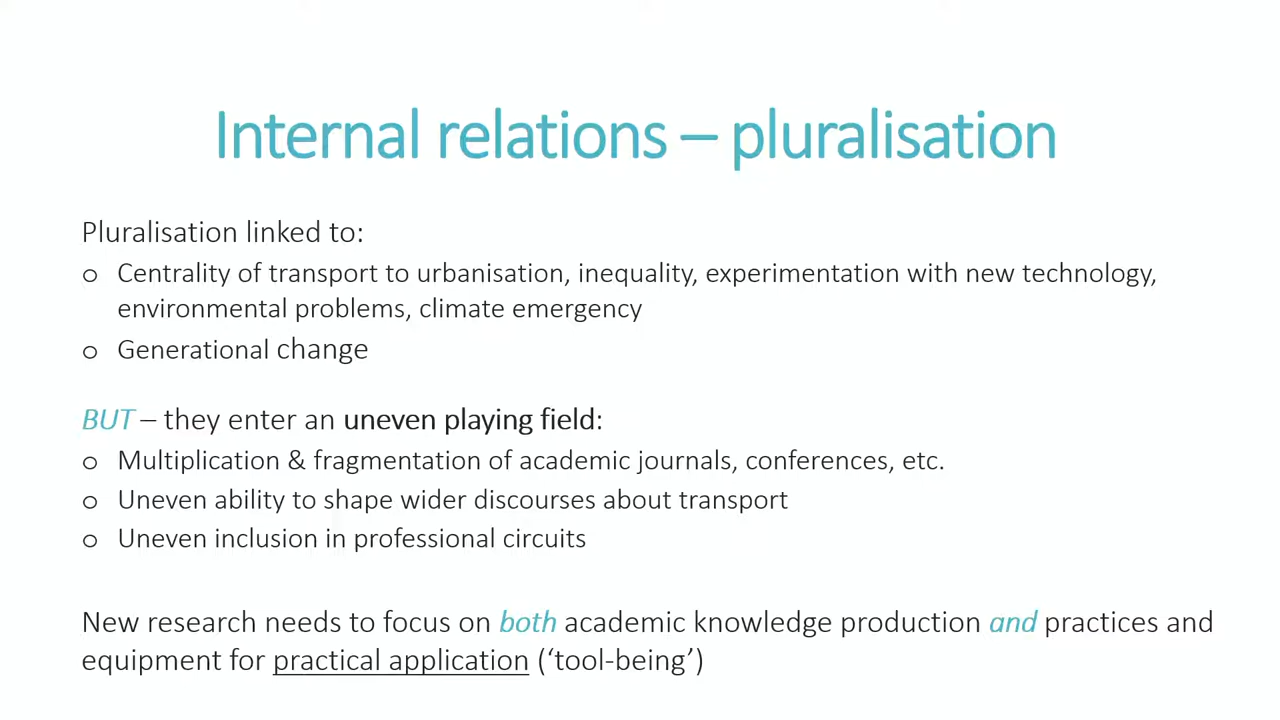 Internal relations – pluralisation
Pluralisation linked to:
o Centrality of transport to urbanisation, inequality, experimentation with new technology,
environmental problems, climate emergency
o Generational change
BUT – they enter an uneven playing field:
o Multiplication & fragmentation of academic journals, conferences, etc.
o Uneven ability to shape wider discourses about transport
o Uneven inclusion in professional circuits
New research needs to focus on both academic knowledge production and practices and
equipment for practical application (‘tool-being’)